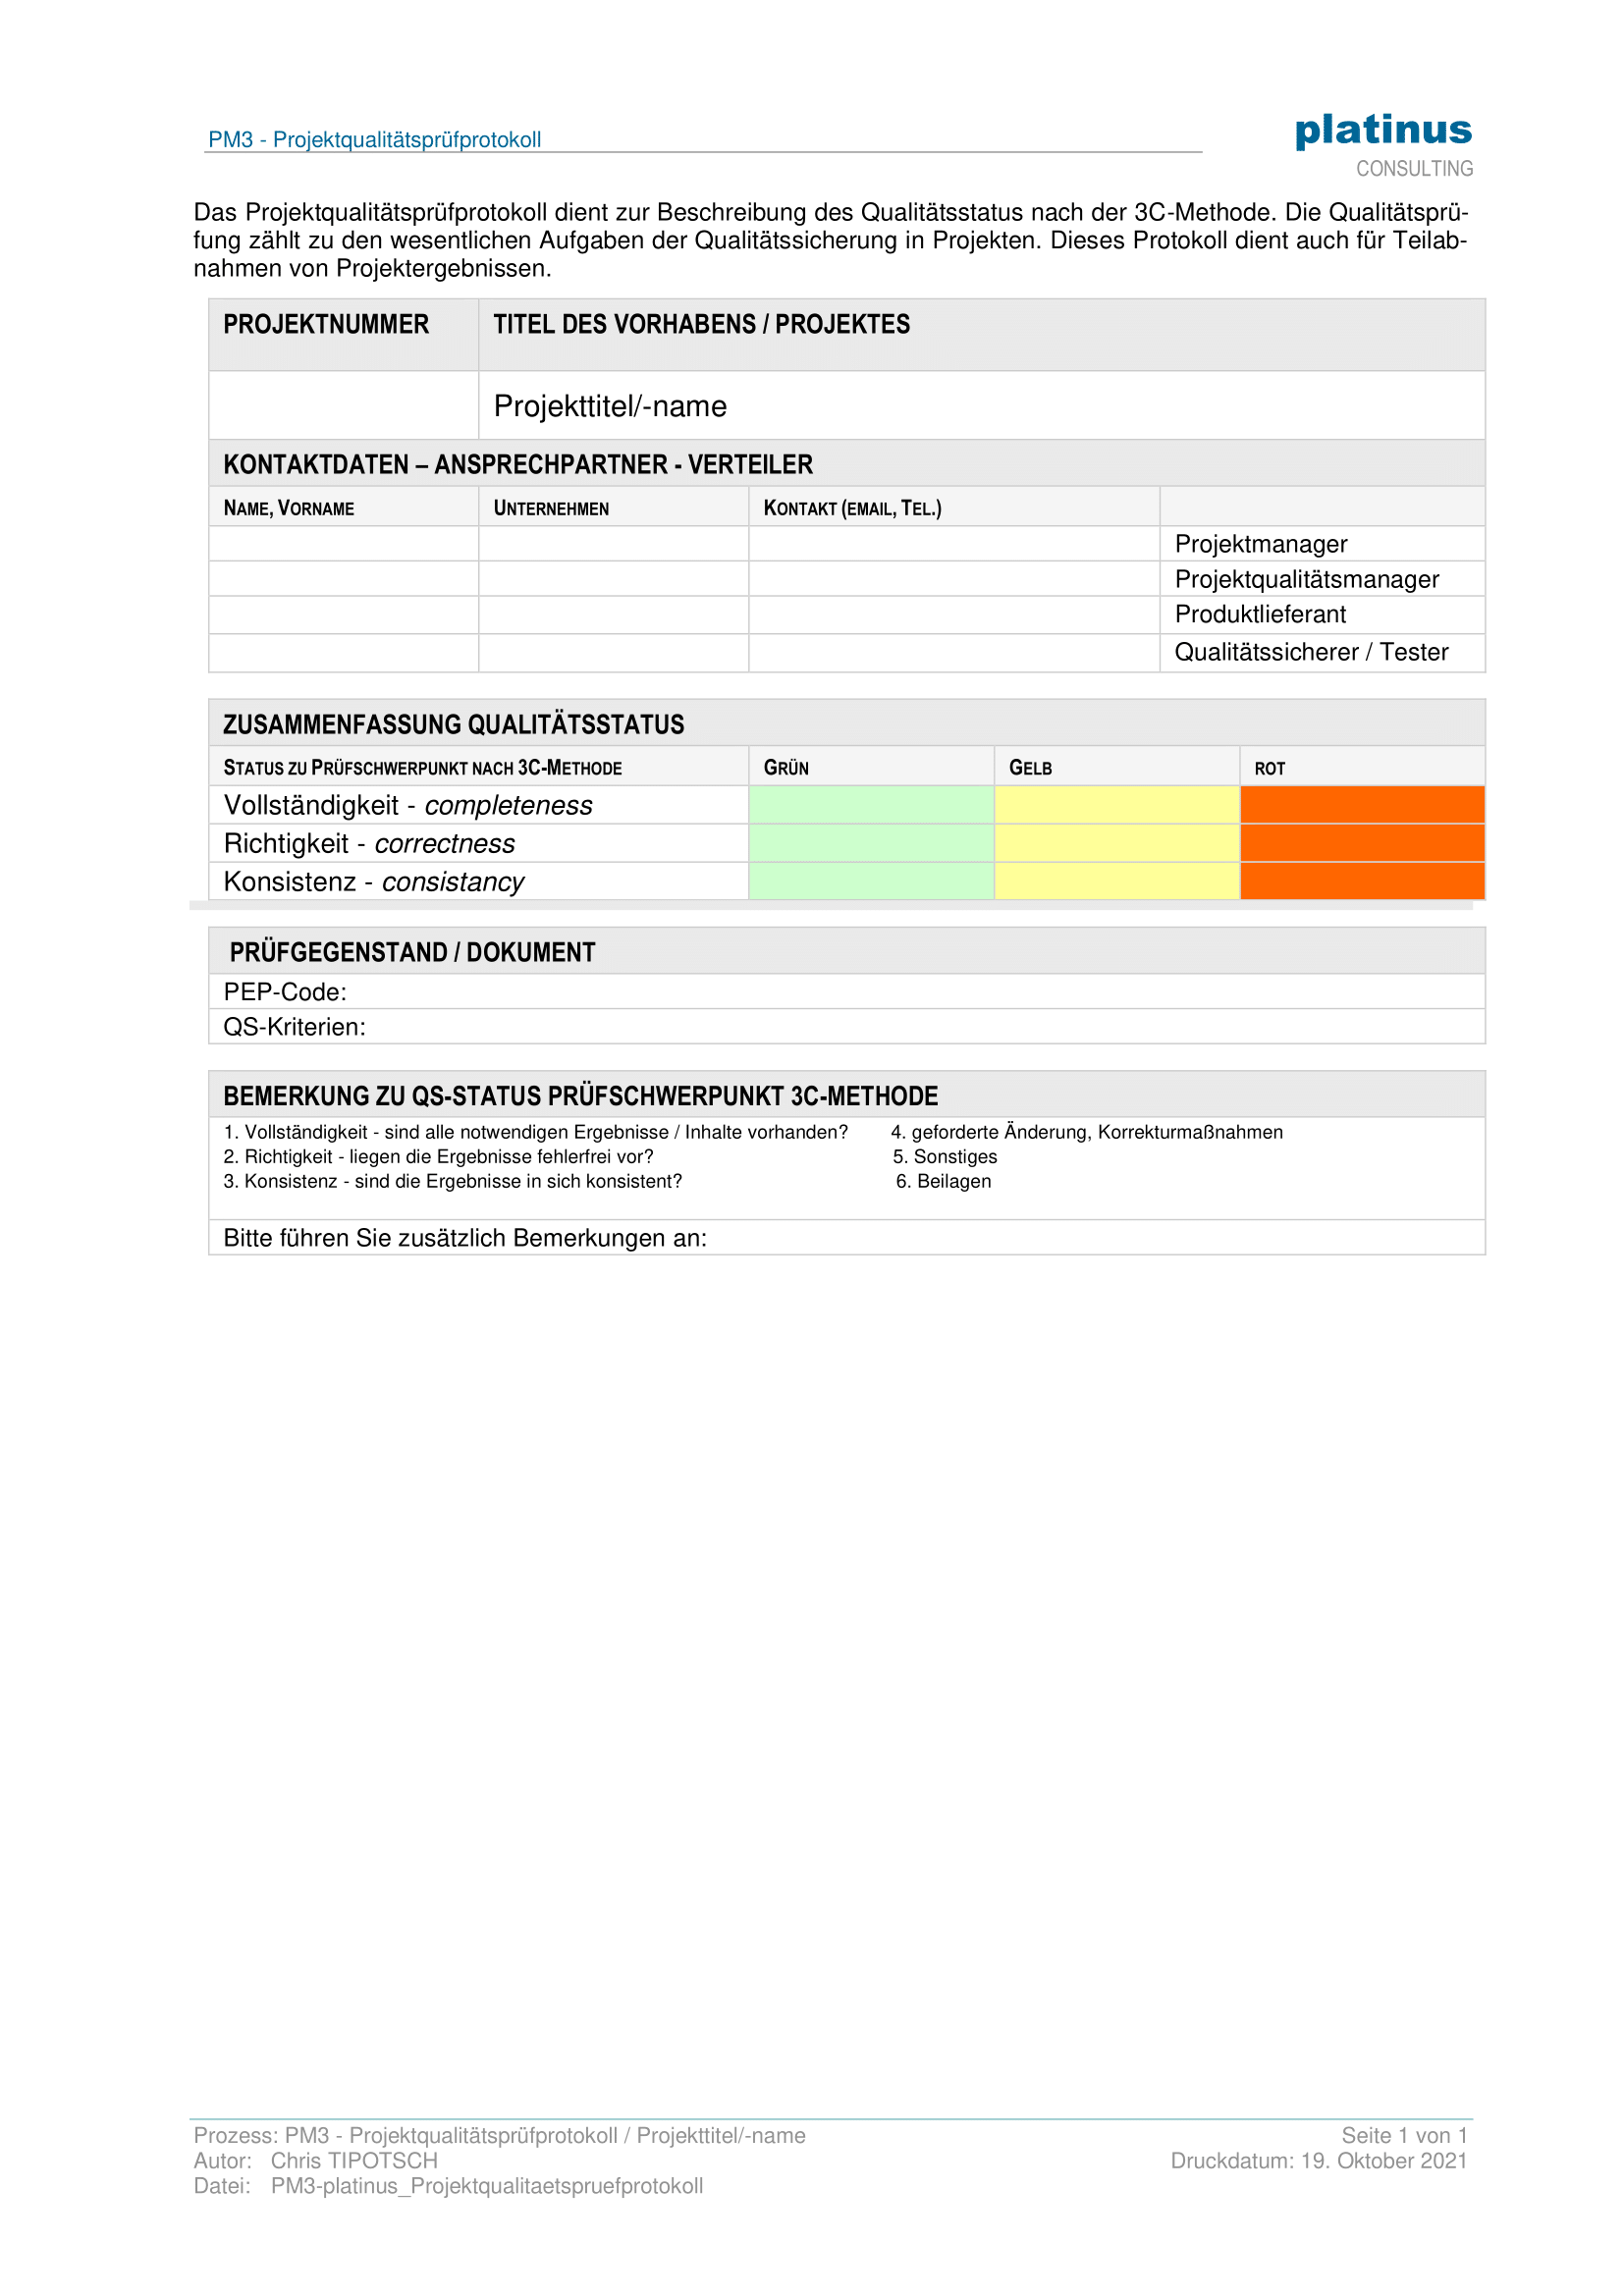 PM3 - Projektqualitätsprüfprotokoll
platinus
CONSULTING
Das Projektqualitätsprüfprotokoll dient zur Beschreibung des Qualitätsstatus nach der 3C-Methode. Die Qualitätsprü-
fung zählt zu den wesentlichen Aufgaben der Qualitätssicherung in Projekten. Dieses Protokoll dient auch für Teilab-
nahmen von Projektergebnissen.
PROJEKTNUMMER TITEL DES VORHABENS / PROJEKTES
Projekttitel/-name
KONTAKTDATEN – ANSPRECHPARTNER - VERTEILER
NAME, VORNAME UNTERNEHMEN KONTAKT (EMAIL, TEL.)
Projektmanager
Projektqualitätsmanager
Produktlieferant
Qualitätssicherer / Tester
ZUSAMMENFASSUNG QUALITÄTSSTATUS
STATUS ZU PRÜFSCHWERPUNKT NACH 3C-METHODE GRÜN GELB ROT
Vollständigkeit - completeness
Richtigkeit - correctness
Konsistenz - consistancy
PRÜFGEGENSTAND / DOKUMENT
PEP-Code:
QS-Kriterien:
BEMERKUNG ZU QS-STATUS PRÜFSCHWERPUNKT 3C-METHODE
1. Vollständigkeit - sind alle notwendigen Ergebnisse / Inhalte vorhanden? 4. geforderte Änderung, Korrekturmaßnahmen
2. Richtigkeit - liegen die Ergebnisse fehlerfrei vor? 5. Sonstiges
3. Konsistenz - sind die Ergebnisse in sich konsistent? 6. Beilagen
Bitte führen Sie zusätzlich Bemerkungen an:
Prozess: PM3 - Projektqualitätsprüfprotokoll / Projekttitel/-name Seite 1 von 1
Autor: Chris TIPOTSCH Druckdatum: 19. Oktober 2021
Datei: PM3-platinus_Projektqualitaetspruefprotokoll